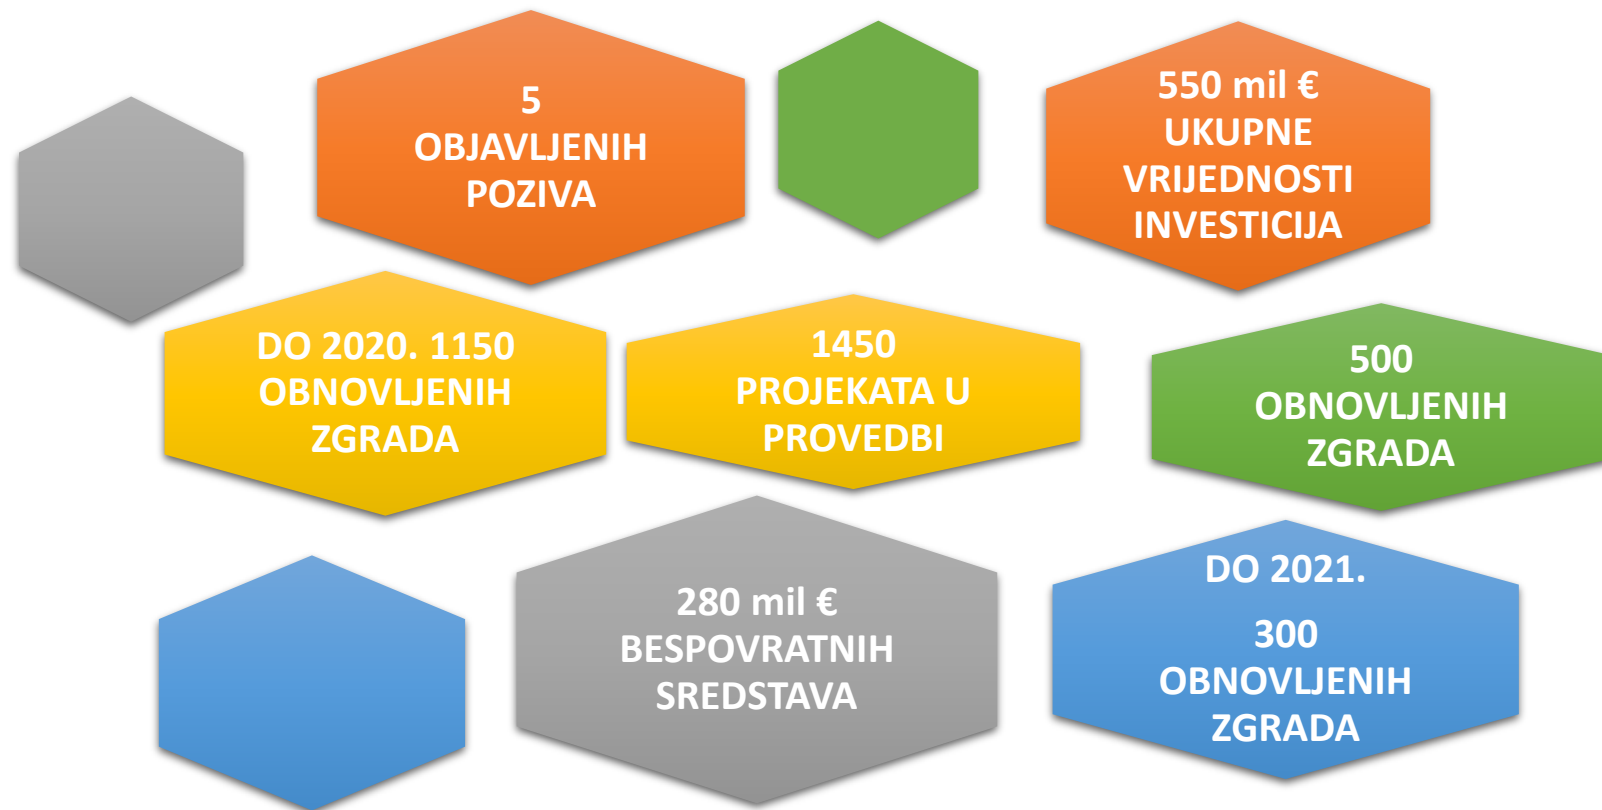 5
OBJAVLJENIH
POZIVA
550 mil €
UKUPNE
VRIJEDNOSTI
INVESTICIJA
DO 2020. 1150
OBNOVLJENIH
ZGRADA
1450
PROJEKATA U
PROVEDBI
500
OBNOVLJENIH
ZGRADA
280 mil €
BESPOVRATNIH
SREDSTAVA
DO 2021.
300
OBNOVLJENIH
ZGRADA